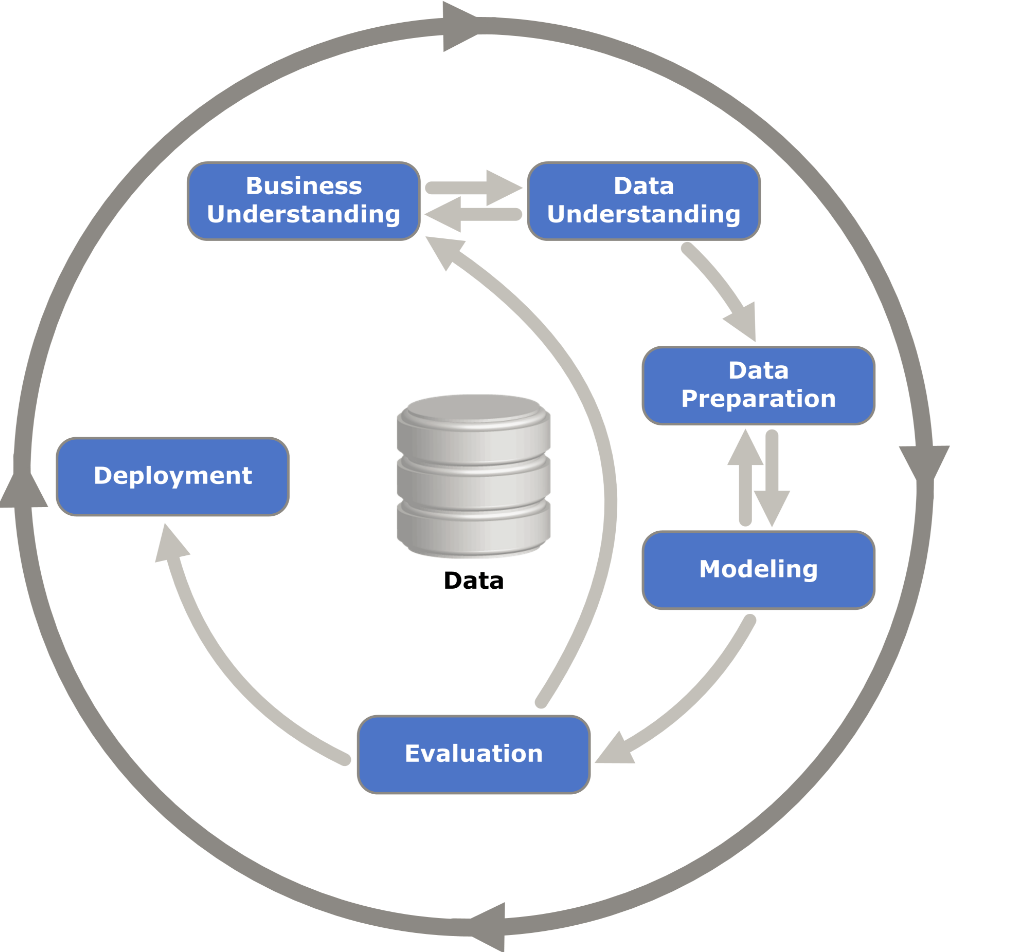 Business
Understanding
Data
Understanding
Data
Preparation
Deployment
Data
Modeling
Evaluation